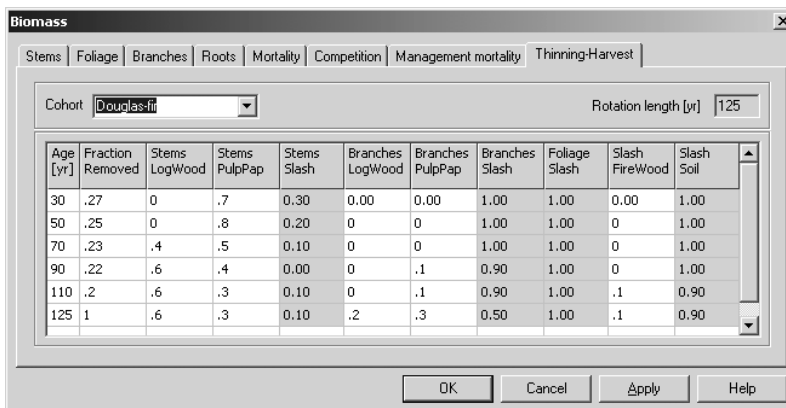 Biomass
Stems Foliage Branches Roots Mortality Competition Management mortality Thinning-Harvest
Cohort Douglas-fir Rotation length [yr] 125
Age Fraction Stems Stems Stems Branches Branches Branches Foliage Slash Slash
[yr] Removed LogWood PulpPap Slash LogWood PulpPap Slash Slash FireWood Soil
30 .27 0 .7 0.30 0.00 0.00 1.00 1.00 0.00 1.00
50 .25 0 .8 0.20 0 0 1.00 1.00 0 1.00
70 .23 .4 .5 0.10 0 0 1.00 1.00 0 1.00
90 .22 .6 .4 0.00 0 .1 0.90 1.00 0 1.00
110 .2 .6 .3 0.10 0 .1 0.90 1.00 .1 0.90
125 1 .6 .3 0.10 .2 .3 0.50 1.00 .1 0.90
OK Cancel Apply Help